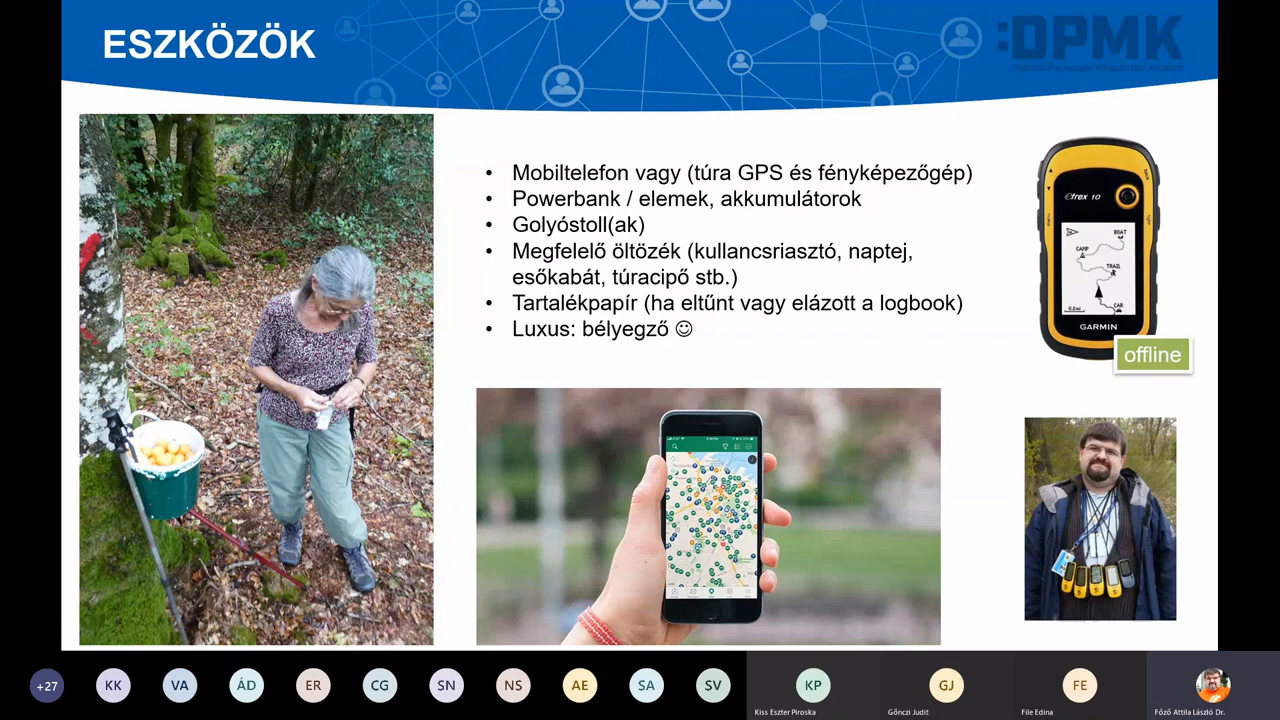 ESZKÖZÖK
:DPMK
• Mobiltelefon vagy (túra GPS és fényképezőgép)
• Powerbank / elemek, akkumulátorok
• Golyóstoll(ak)
• Megfelelő öltözék (kullancsriasztó, naptej,
esőkabát, túracipő stb.)
• Tartalékpapír (ha eltűnt vagy elázott a logbook)
• Luxus: bélyegző ☺
etrex 10
BOAT
CAMP
TRAIL
CAR
0.2mi
GARMIN
offline
+27
KK
VA
ÁD
ER
CG
SN
NS
AE
SA
SV
KP
GJ
FE
Kiss Eszter Piroska
Gönczi Judit
File Edina
Főző Attila László Dr.